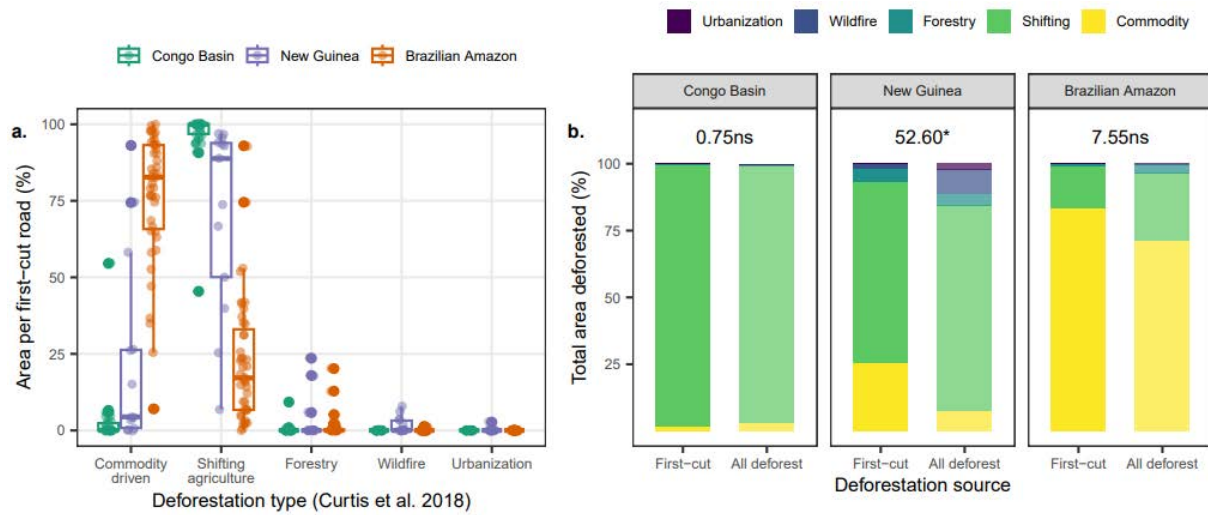 Urbanization Wildfire Forestry Shifting Commodity
Congo Basin New Guinea Brazilian Amazon
a.
Area per first−cut road (%)
100
75
50
25
0
Commodity driven
Shifting agriculture
Forestry
Wildfire
Urbanization
Deforestation type (Curtis et al. 2018)
b.
Total area deforested (%)
Congo Basin New Guinea Brazilian Amazon
0.75ns 52.60* 7.55ns
100
75
50
25
First−cut All deforest First−cut All deforest First−cut All deforest
Deforestation source